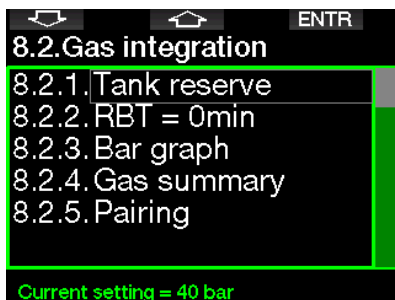 ENTR
8.2.Gas integration
8.2.1.Tank reserve
8.2.2.RBT = 0min
8.2.3.Bar graph
8.2.4.Gas summary
8.2.5.Pairing
Current setting = 40 bar